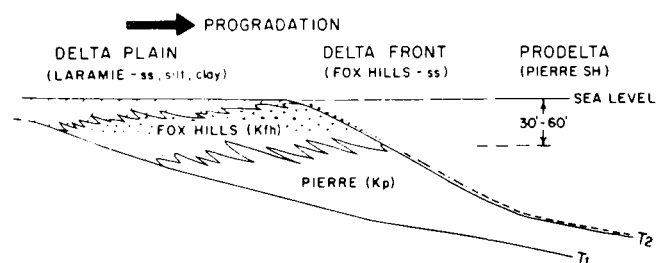 PROGRADATION
DELTA PLAIN
(LARAMIE - ss, silt, clay)
DELTA FRONT
(FOX HILLS - ss)
PRODELTA
(PIERRE SH)
SEA LEVEL
30'-60'
FOX HILLS (Kfh)
PIERRE (Kp)
T2
T1